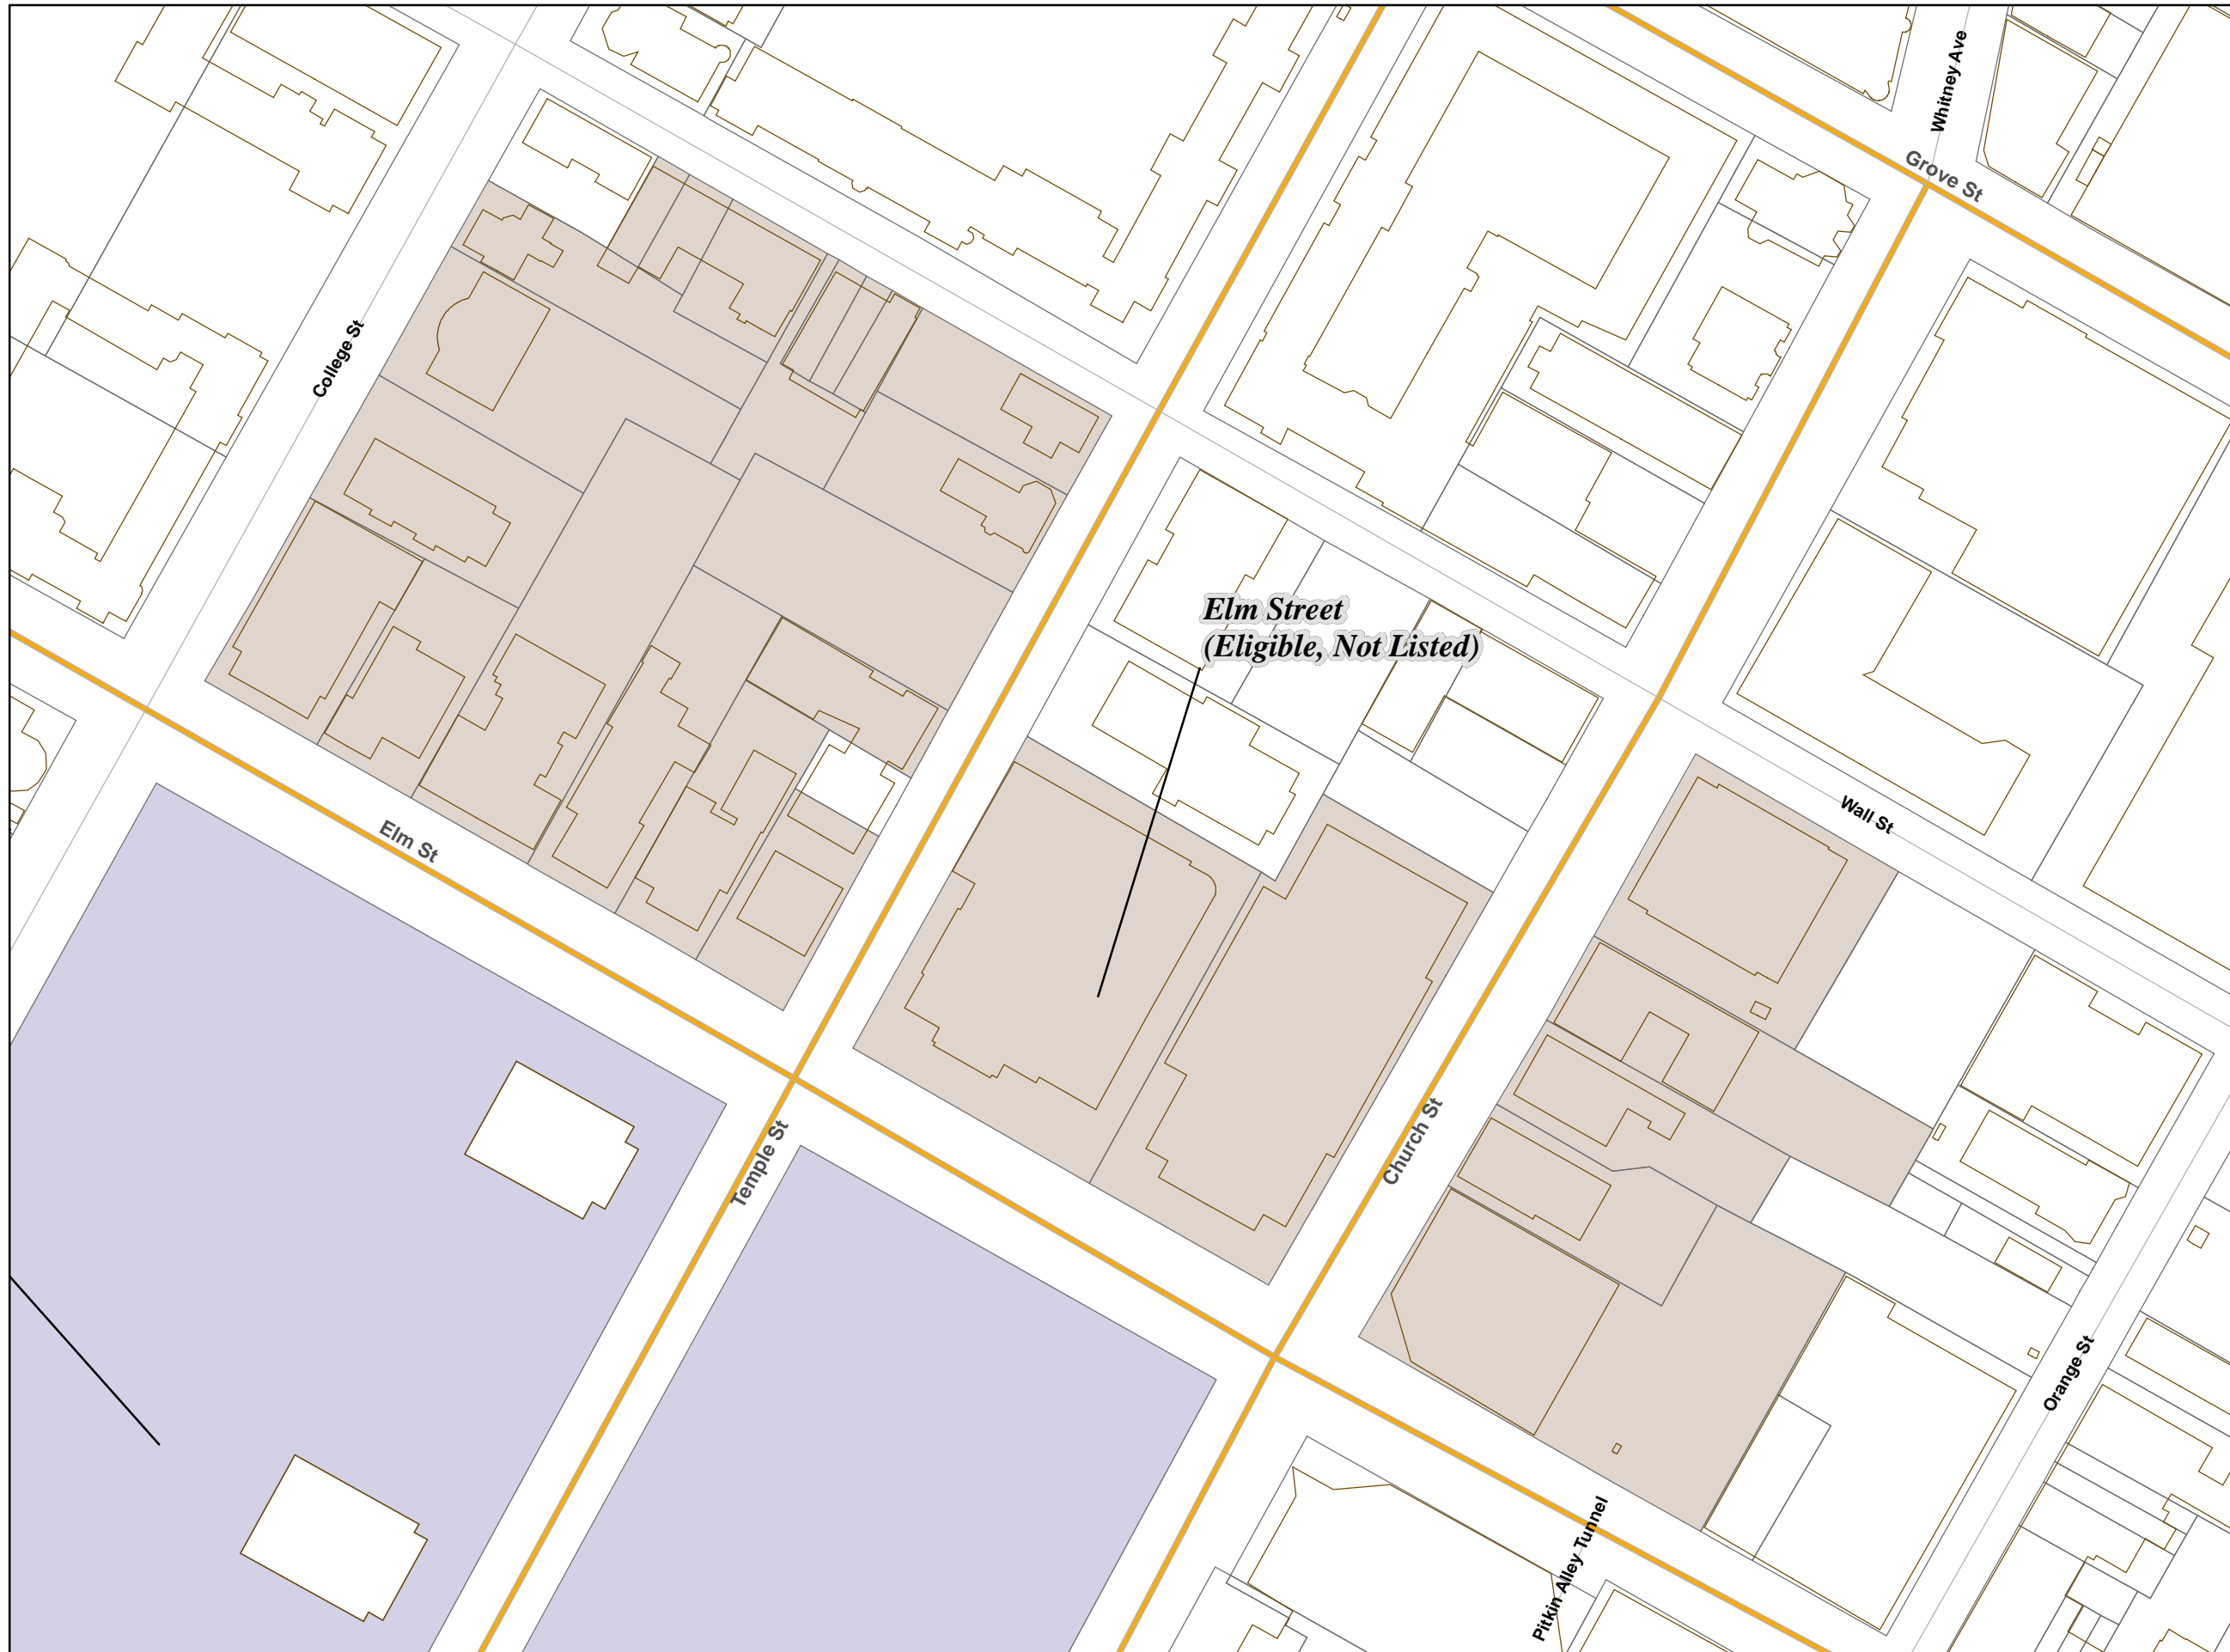 Whitney Ave
Grove St
College St
Elm Street
(Eligible, Not Listed)
Wall St
Elm St
Temple St
Church St
Orange St
Pitkin Alley Tunnel